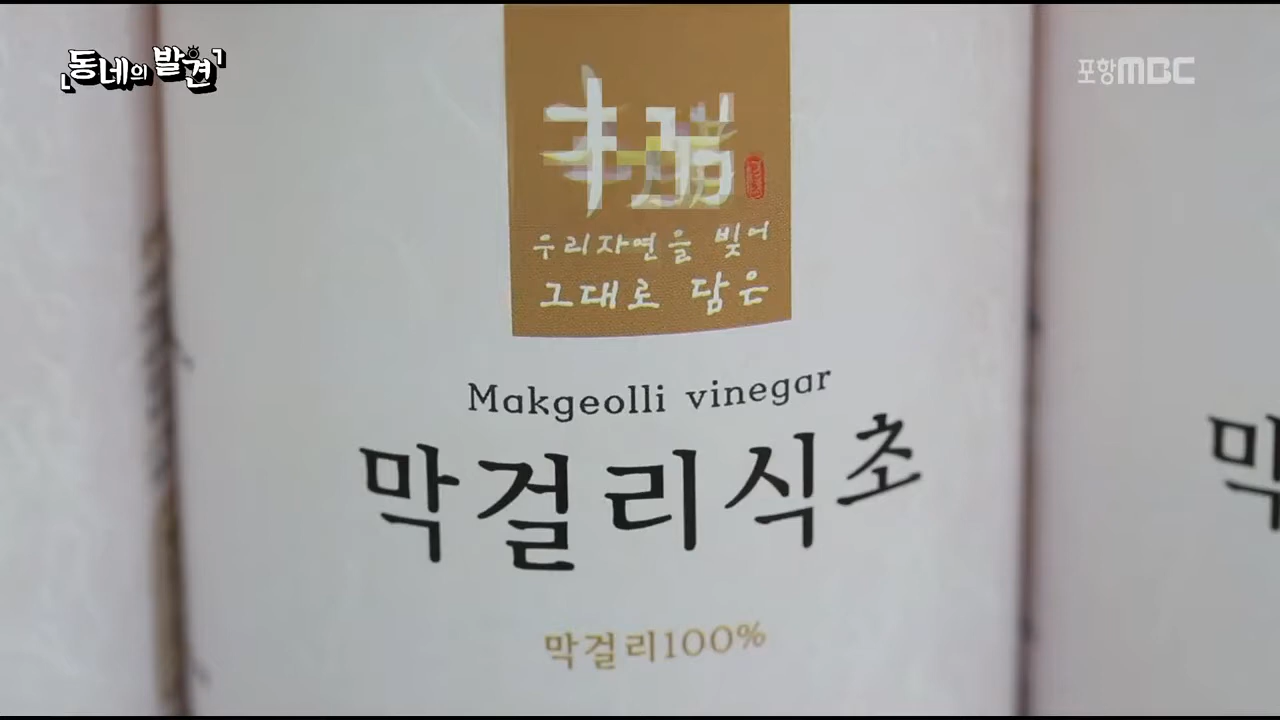 「동네의 발견」
포항MBC
우리자연을 빚어
그대로 담은
Makgeolli vinegar
막걸리식초
막
막걸리100%